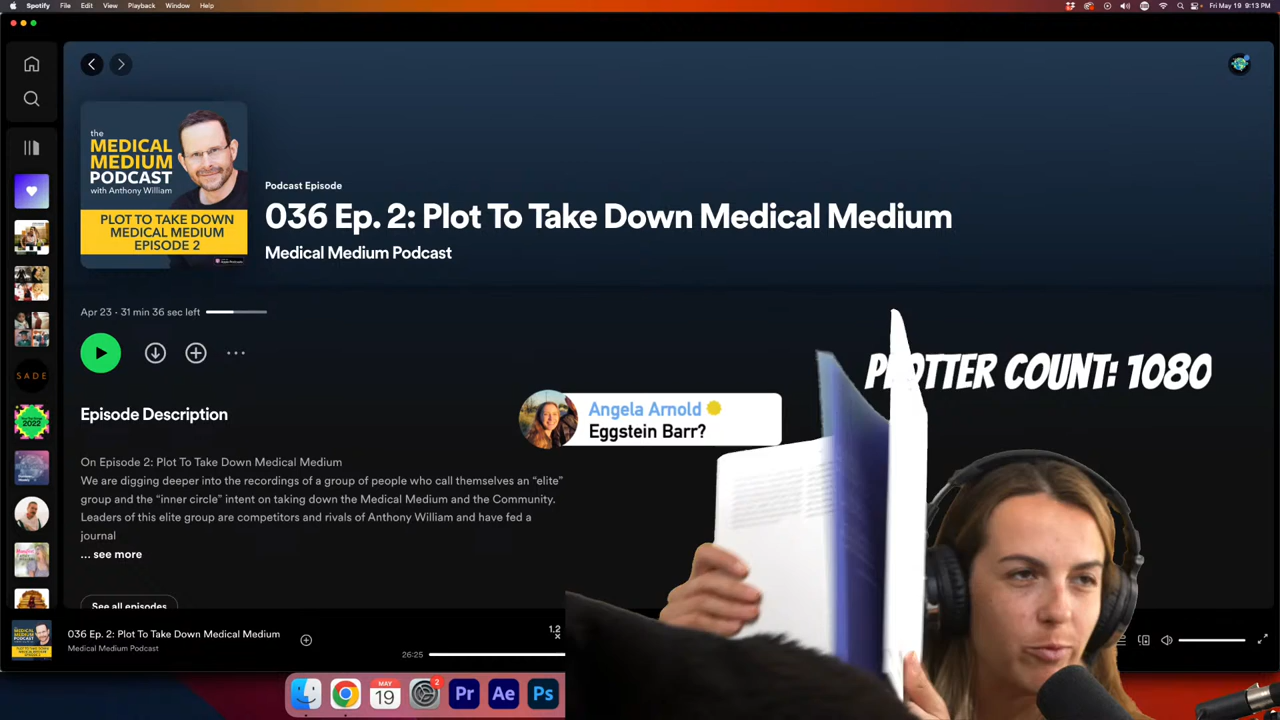 Spotify File Edit View Playback Window Help
Fri May 19 9:13 PM
the
MEDICAL
MEDIUM
PODCAST
with Anthony William
PLOT TO TAKE DOWN
MEDICAL MEDIUM
EPISODE 2
Podcast Episode
036 Ep. 2: Plot To Take Down Medical Medium
Medical Medium Podcast
Apr 23 · 31 min 36 sec left
PLOTTER COUNT: 1080
Episode Description
Angela Arnold
Eggstein Barr?
On Episode 2: Plot To Take Down Medical Medium
We are digging deeper into the recordings of a group of people who call themselves an “elite”
group and the “inner circle” intent on taking down the Medical Medium and the Community.
Leaders of this elite group are competitors and rivals of Anthony William and have fed a
journal
... see more
See all episodes
SADE
2022
036 Ep. 2: Plot To Take Down Medical Medium
Medical Medium Podcast
1.2
x
26:25
MAY
19
2
Pr
Ae
Ps